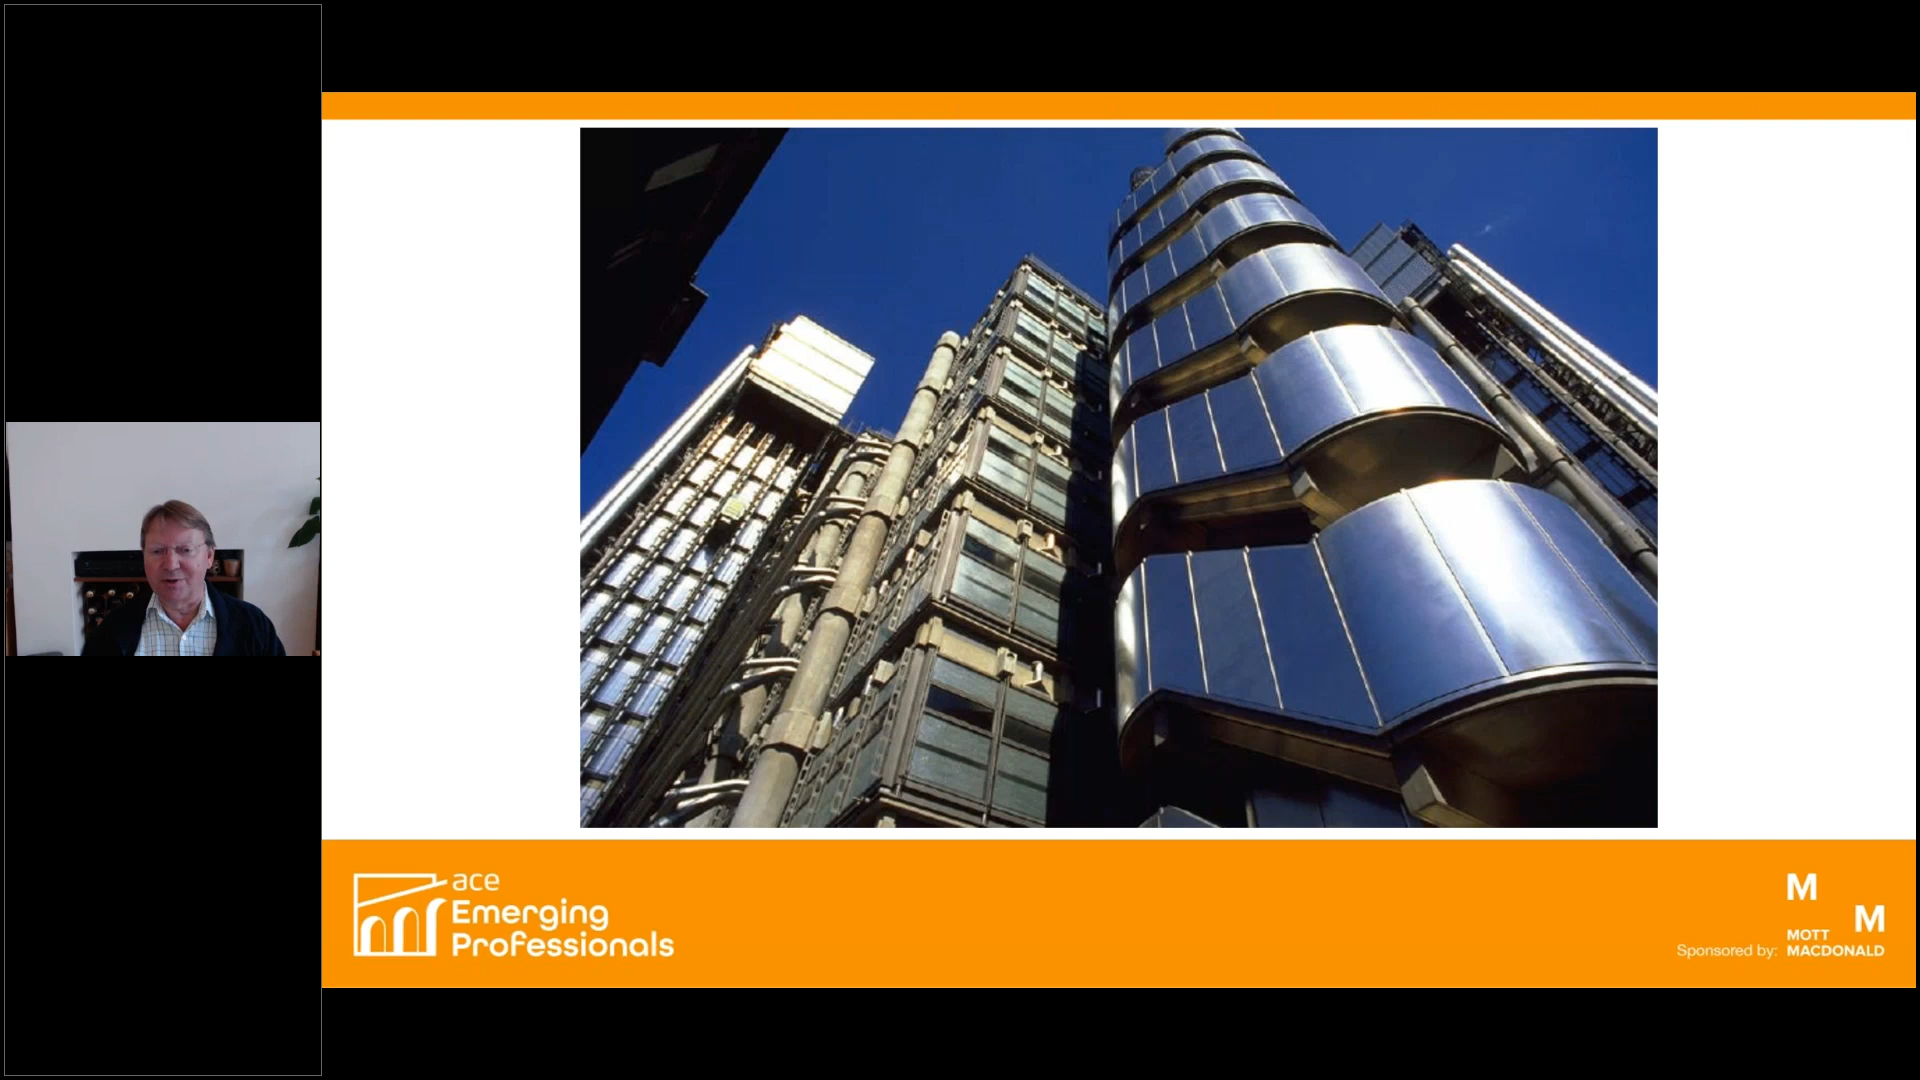 ace
Emerging
Professionals
M
M
MOTT
Sponsored by: MACDONALD